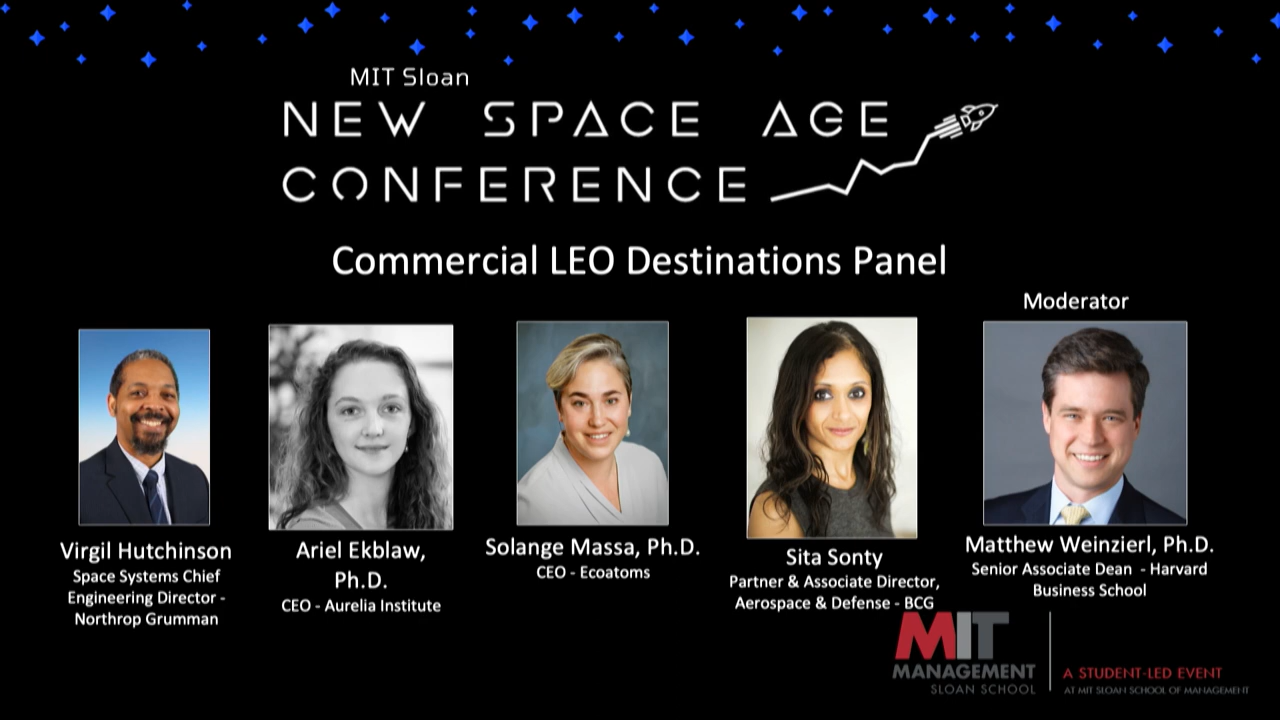 MIT Sloan
NEW SPACE AGE
CONFERENCE
Commercial LEO Destinations Panel
Moderator
Virgil Hutchinson
Space Systems Chief
Engineering Director -
Northrop Grumman
Ariel Ekblaw,
Ph.D.
CEO - Aurelia Institute
Solange Massa, Ph.D.
CEO - Ecoatoms
Sita Sonty
Partner & Associate Director,
Aerospace & Defense - BCG
Matthew Weinzierl, Ph.D.
Senior Associate Dean - Harvard
Business School
MIT
MANAGEMENT
SLOAN SCHOOL
A STUDENT-LED EVENT
AT MIT SLOAN SCHOOL OF MANAGEMENT